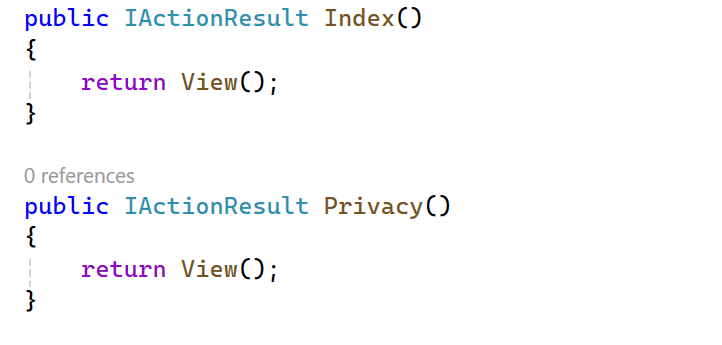 public IActionResult Index()
{
    return View();
}
0 references
public IActionResult Privacy()
{
    return View();
}